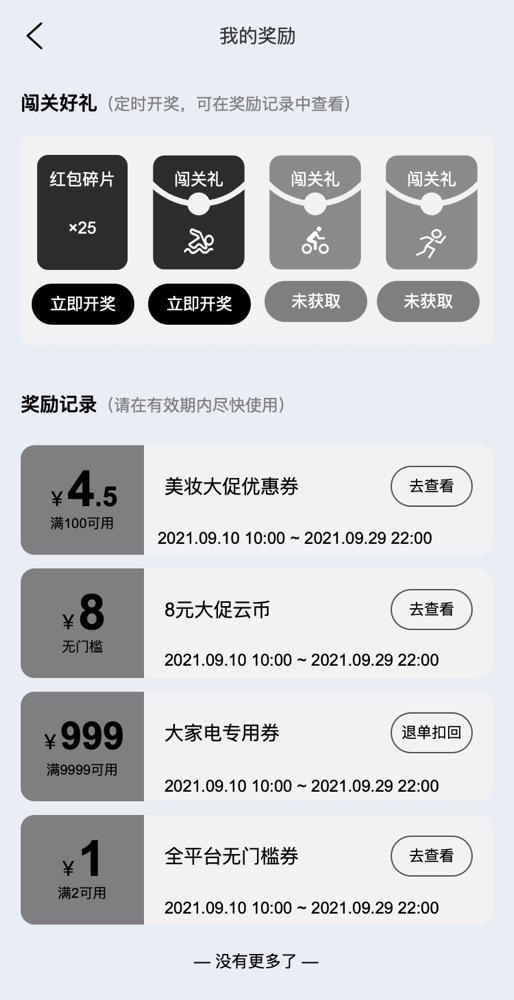 我的奖励
闯关好礼（定时开奖，可在奖励记录中查看）
红包碎片 闯关礼 闯关礼 闯关礼
×25
立即开奖 立即开奖 未获取 未获取
奖励记录（请在有效期内尽快使用）
¥4.5 美妆大促优惠券 去查看
满100可用
2021.09.10 10:00 ~ 2021.09.29 22:00
¥8 8元大促云币 去查看
无门槛
2021.09.10 10:00 ~ 2021.09.29 22:00
¥999 大家电专用券 退单扣回
满9999可用
2021.09.10 10:00 ~ 2021.09.29 22:00
¥1 全平台无门槛券 去查看
满2可用
2021.09.10 10:00 ~ 2021.09.29 22:00
— 没有更多了 —